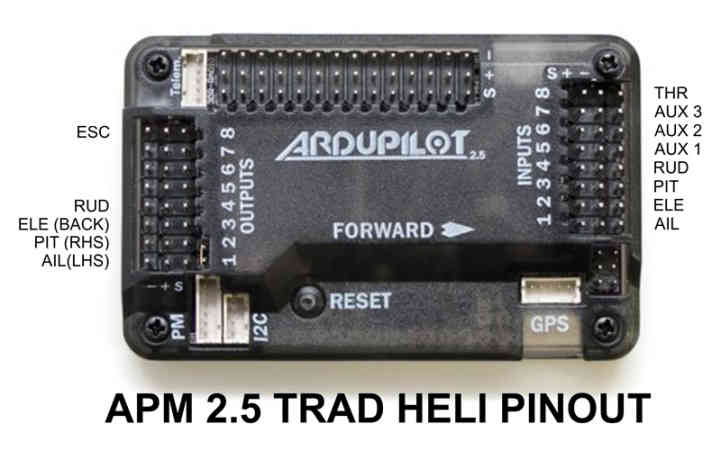 Telem.
- + S
S + -
THR
AUX 3
AUX 2
AUX 1
RUD
PIT
ELE
AIL
ESC
RUD
ELE (BACK)
PIT (RHS)
AIL(LHS)
8
7
6
5
4
3
2
1
OUTPUTS
ARDUPILOT 2.5
INPUTS
8
7
6
5
4
3
2
1
FORWARD
- + S
PM
I2C
RESET
GPS
APM 2.5 TRAD HELI PINOUT